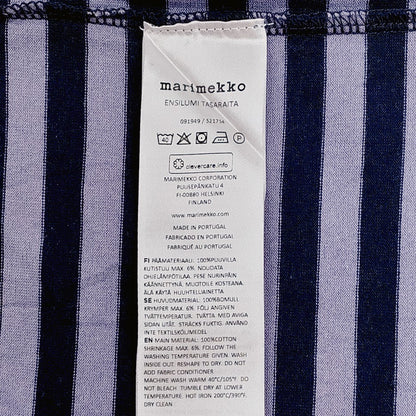 marimekko
ENSILUMI TASARAITA
091949 / 521734
40
P
clevercare.info
MARIMEKKO CORPORATION
PUUSEPÄNKATU 4
FI-00880 HELSINKI
FINLAND
www.marimekko.com
MADE IN PORTUGAL
FABRICADO EN PORTUGAL
FABRIQUÉ AU PORTUGAL
FI PÄÄMATERIAALI: 100%PUUVILLA
KUTISTUU MAX. 6% NOUDATA
OHJELÄMPÖTILAA. PESE NURINPÄIN
KÄÄNNETTYNÄ. MUOTOILE KOSTEANA.
ÄLÄ KÄYTÄ HUUHTELUAINETTA
SE HUVUDMATERIAL: 100%BOMULL
KRYMPER MAX. 6% FÖLJ ANGIVEN
TVÄTTEMPERATUR. TVÄTTA MED AVIGA
SIDAN UTÅT. STRÄCKS FUKTIG. ANVÄND
INTE TEXTILSKÖLJMEDEL
EN MAIN MATERIAL: 100%COTTON
SHRINKAGE MAX. 6% FOLLOW THE
WASHING TEMPERATURE GIVEN. WASH
INSIDE OUT. RESHAPE TO DRY. DO NOT
ADD FABRIC CONDITIONER
MACHINE WASH WARM 40°C/105°F DO
NOT BLEACH TUMBLE DRY AT LOWER
TEMP. HOT IRON 200°C/390°F
DRY CLEAN